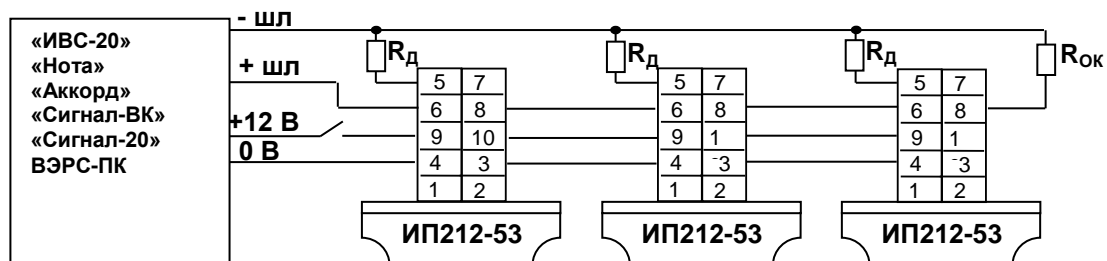 - ШЛ
«ИВС-20»
«Нота»
+ ШЛ
«Аккорд»
«Сигнал-ВК»
+12 В
«Сигнал-20»
0 В
ВЭРС-ПК
RД
5 7
6 8
9 10
4 3
1 2
ИП212-53
RД
5 7
6 8
9 1
4 -3
1 2
ИП212-53
RД
5 7
6 8
9 1
4 -3
1 2
ИП212-53
RОК